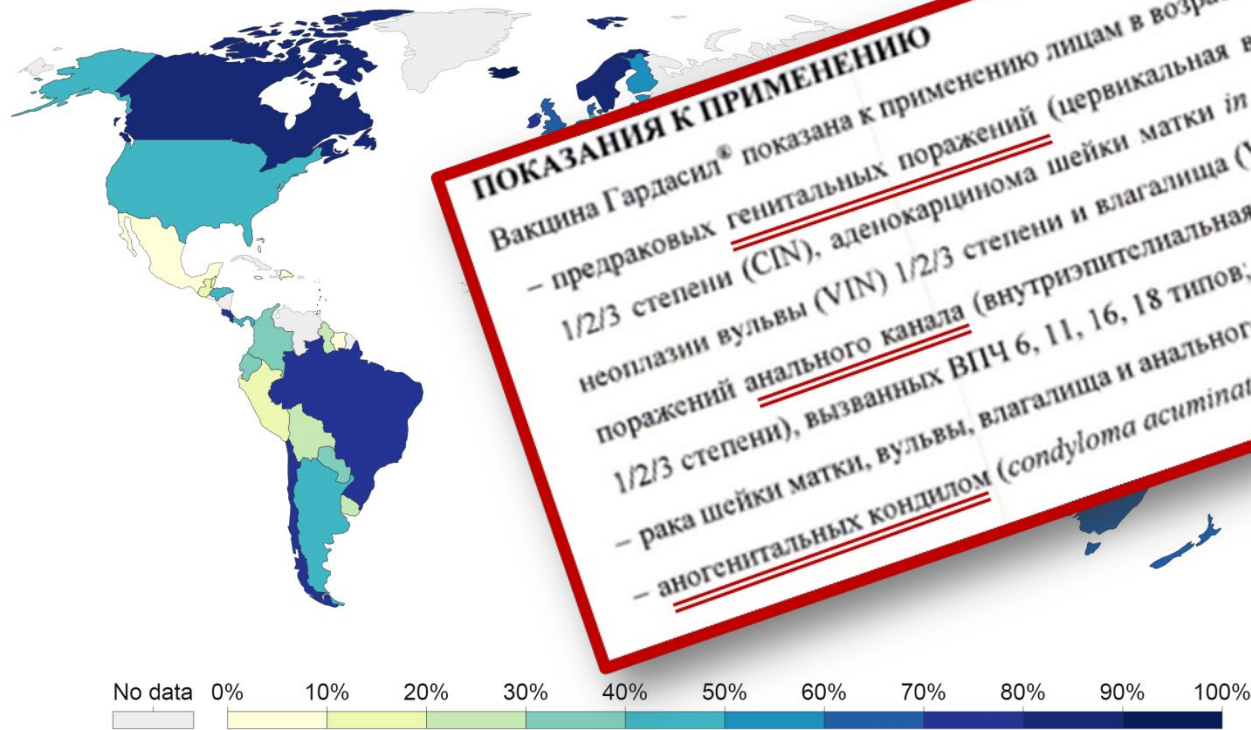 ПОКАЗАНИЯ К ПРИМЕНЕНИЮ
Вакцина Гардасил® показана к применению лицам в
– предраковых генитальных поражений (цервикальная
1/2/3 степени (CIN), аденокарцинома шейки матки in
неоплазии вульвы (VIN) 1/2/3 степени и влагалища
поражений анального канала (внутриэпителиальная
1/2/3 степени), вызванных ВПЧ 6, 11, 16, 18 типов;
– рака шейки матки, вульвы, влагалища и анального
– аногенитальных кондилом (condyloma
No data 0% 10% 20% 30% 40% 50% 60% 70% 80% 90% 100%